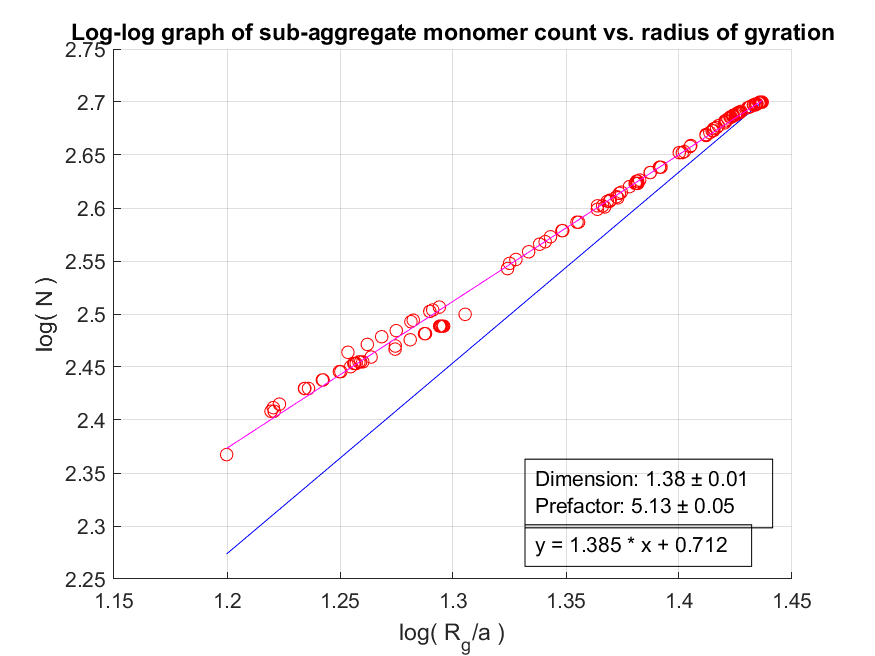 Log-log graph of sub-aggregate monomer count vs. radius of gyration
2.75
2.7
2.65
2.6
2.55
2.5
2.45
2.4
2.35
2.3
2.25
log( N )
Dimension: 1.38 ± 0.01
Prefactor: 5.13 ± 0.05
y = 1.385 * x + 0.712
1.15 1.2 1.25 1.3 1.35 1.4 1.45
log( R_g/a )